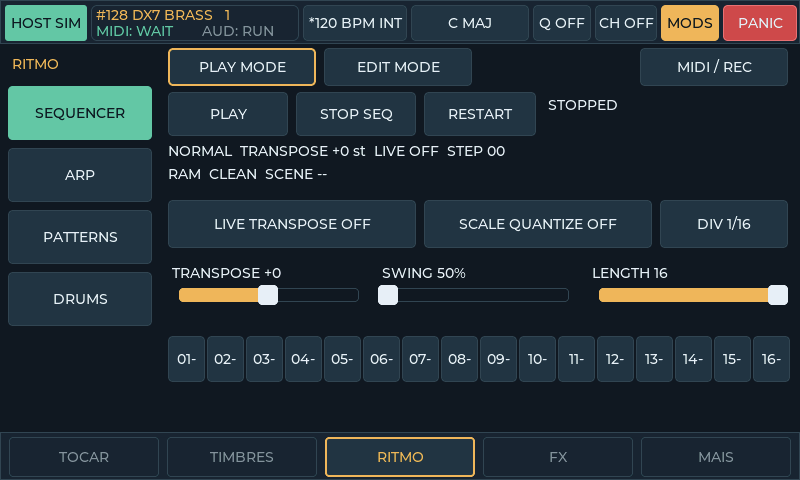 HOST SIM
#128 DX7 BRASS 1
MIDI: WAIT AUD: RUN
*120 BPM INT
C MAJ
Q OFF
CH OFF
MODS
PANIC
RITMO
PLAY MODE
EDIT MODE
MIDI / REC
SEQUENCER
PLAY
STOP SEQ
RESTART
STOPPED
NORMAL TRANSPOSE +0 st LIVE OFF STEP 00
RAM CLEAN SCENE --
ARP
PATTERNS
DRUMS
LIVE TRANSPOSE OFF
SCALE QUANTIZE OFF
DIV 1/16
TRANSPOSE +0
SWING 50%
LENGTH 16
01- 02- 03- 04- 05- 06- 07- 08- 09- 10- 11- 12- 13- 14- 15- 16-
TOCAR
TIMBRES
RITMO
FX
MAIS